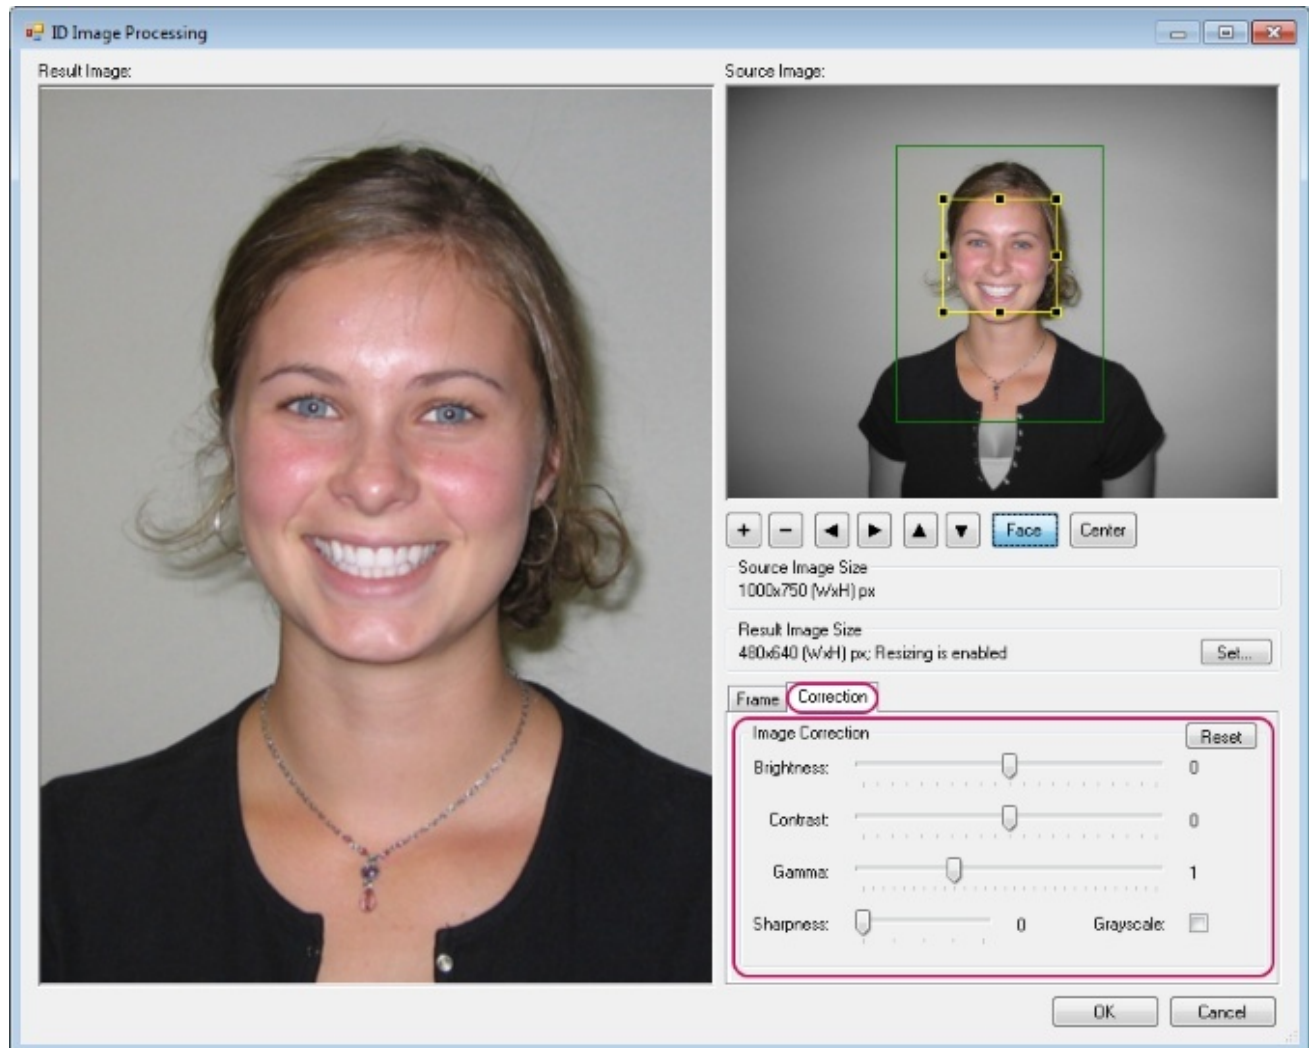 ID Image Processing
Result Image:
Source Image:
+ - Face Center
Source Image Size
1000x750 (WxH) px
Result Image Size
480x640 (WxH) px; Resizing is enabled
Set...
Frame Correction
Image Correction
Reset
Brightness: 0
Contrast: 0
Gamma: 1
Sharpness: 0 Grayscale:
OK Cancel